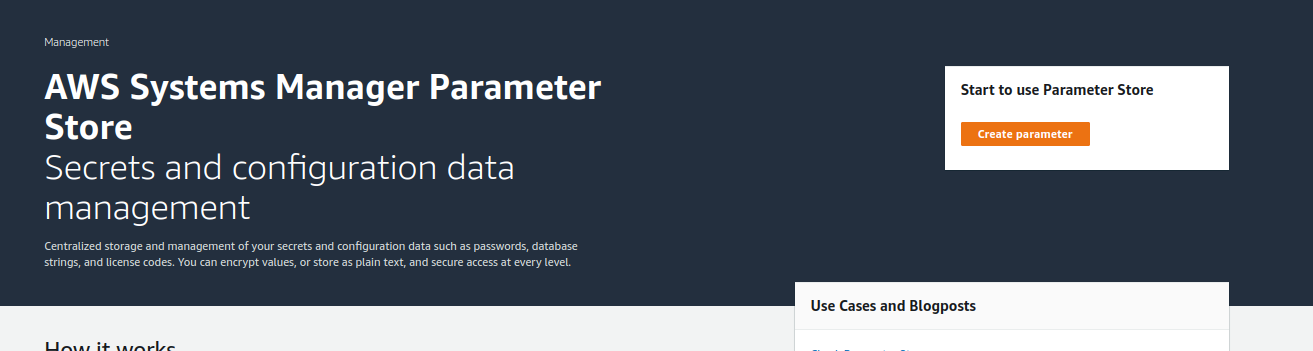 Management
AWS Systems Manager Parameter
Store
Secrets and configuration data
management
Centralized storage and management of your secrets and configuration data such as passwords, database
strings, and license codes. You can encrypt values, or store as plain text, and secure access at every level.
Start to use Parameter Store
Create parameter
Use Cases and Blogposts
How it works